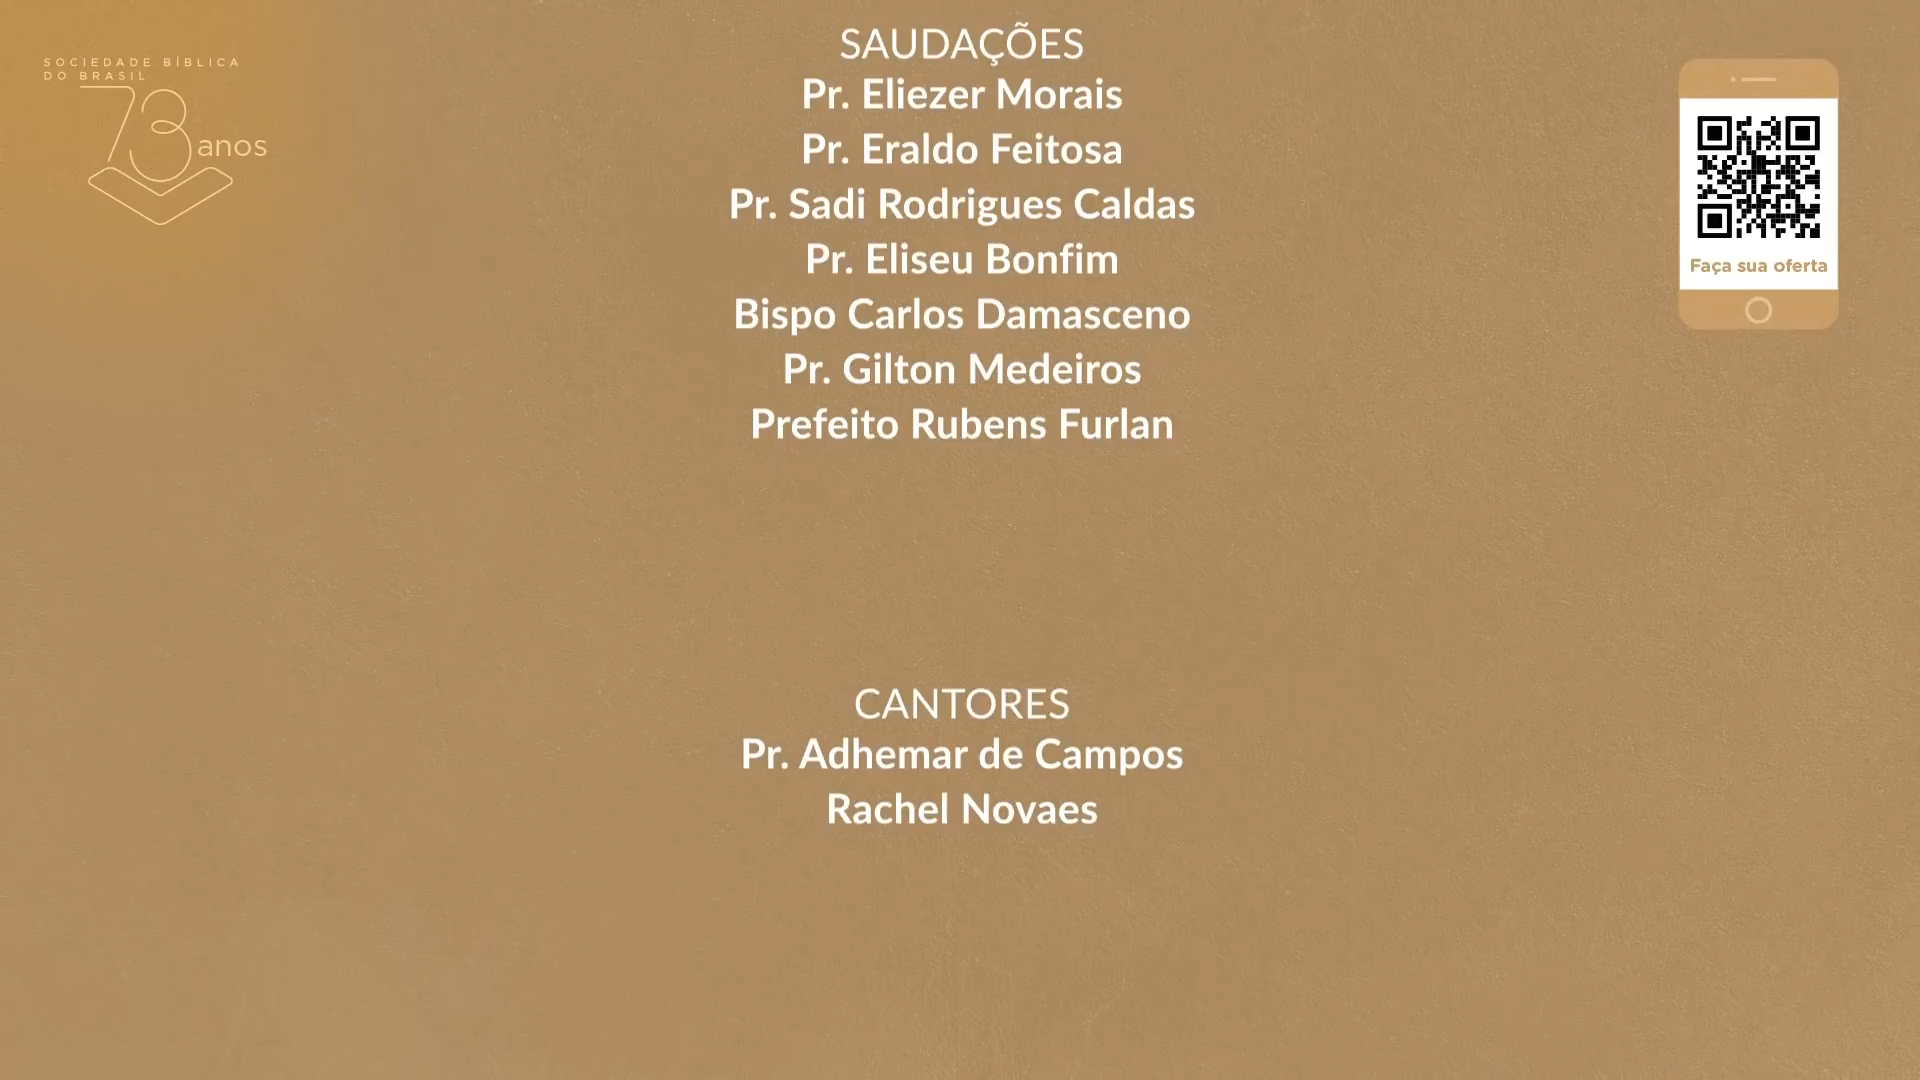 SOCIEDADE BÍBLICA
DO BRASIL
73 anos
SAUDAÇÕES
Pr. Eliezer Morais
Pr. Eraldo Feitosa
Pr. Sadi Rodrigues Caldas
Pr. Eliseu Bonfim
Bispo Carlos Damasceno
Pr. Gilton Medeiros
Prefeito Rubens Furlan
CANTORES
Pr. Adhemar de Campos
Rachel Novaes
Faça sua oferta